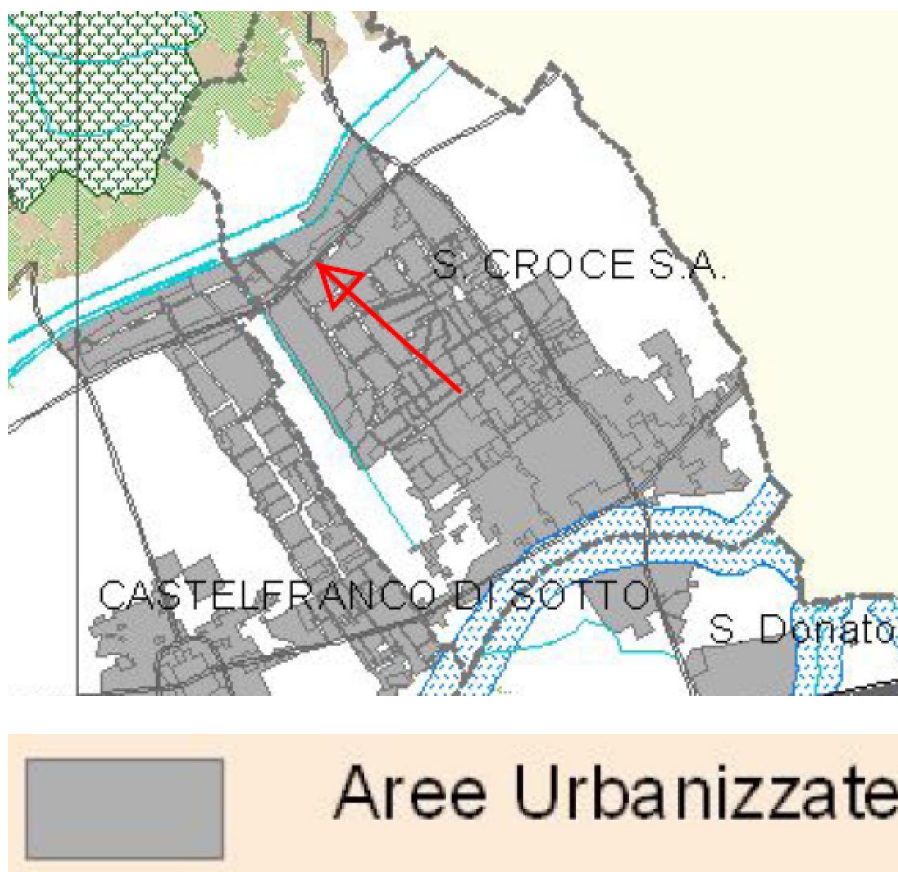 S. CROCE S.A.
CASTELFRANCO DI SOTTO
S. Donato
Aree Urbanizzate